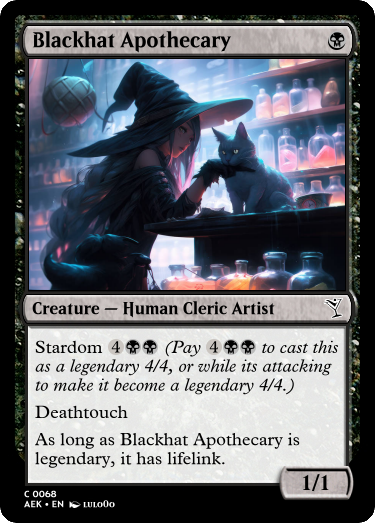 Blackhat Apothecary
Creature — Human Cleric Artist
Stardom 4 (Pay 4 to cast this
as a legendary 4/4, or while its attacking
to make it become a legendary 4/4.)
Deathtouch
As long as Blackhat Apothecary is
legendary, it has lifelink.
1/1
C 0068
AEK • EN LULO0o